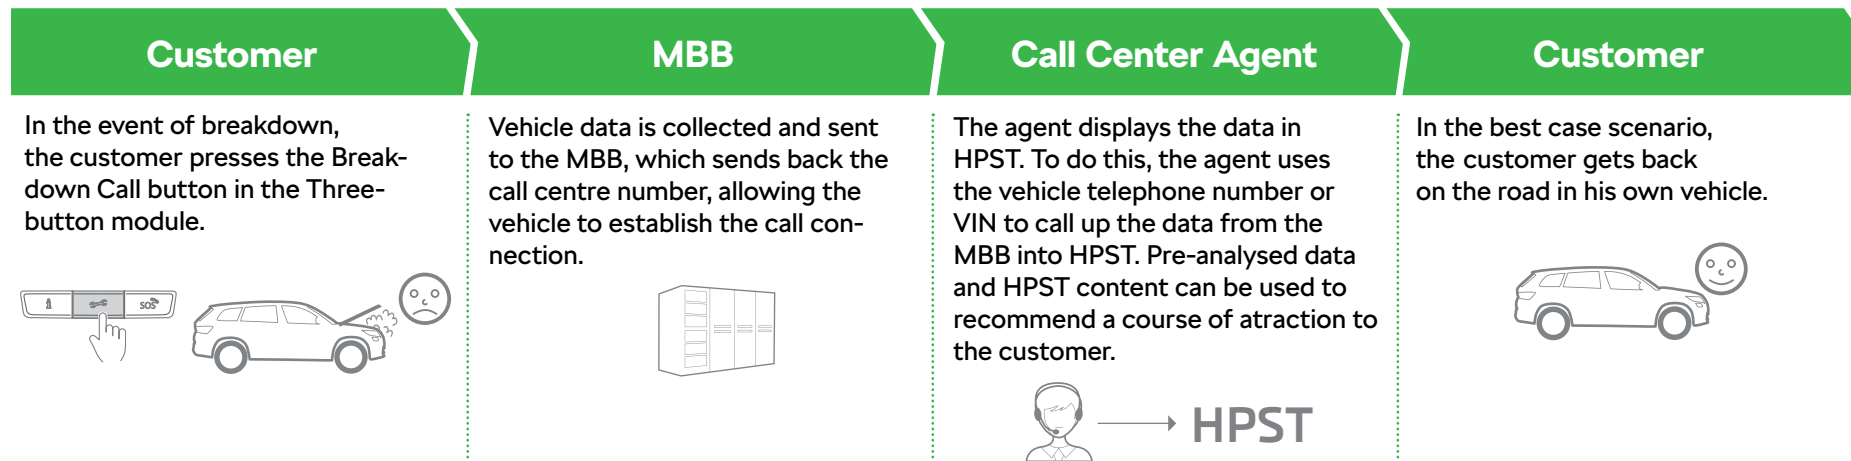 Customer
MBB
Call Center Agent
Customer
In the event of breakdown,
the customer presses the Break-
down Call button in the Three-
button module.
i
SOS
Vehicle data is collected and sent
to the MBB, which sends back the
call centre number, allowing the
vehicle to establish the call con-
nection.
The agent displays the data in
HPST. To do this, the agent uses
the vehicle telephone number or
VIN to call up the data from the
MBB into HPST. Pre-analysed data
and HPST content can be used to
recommend a course of atraction to
the customer.
HPST
In the best case scenario,
the customer gets back
on the road in his own vehicle.